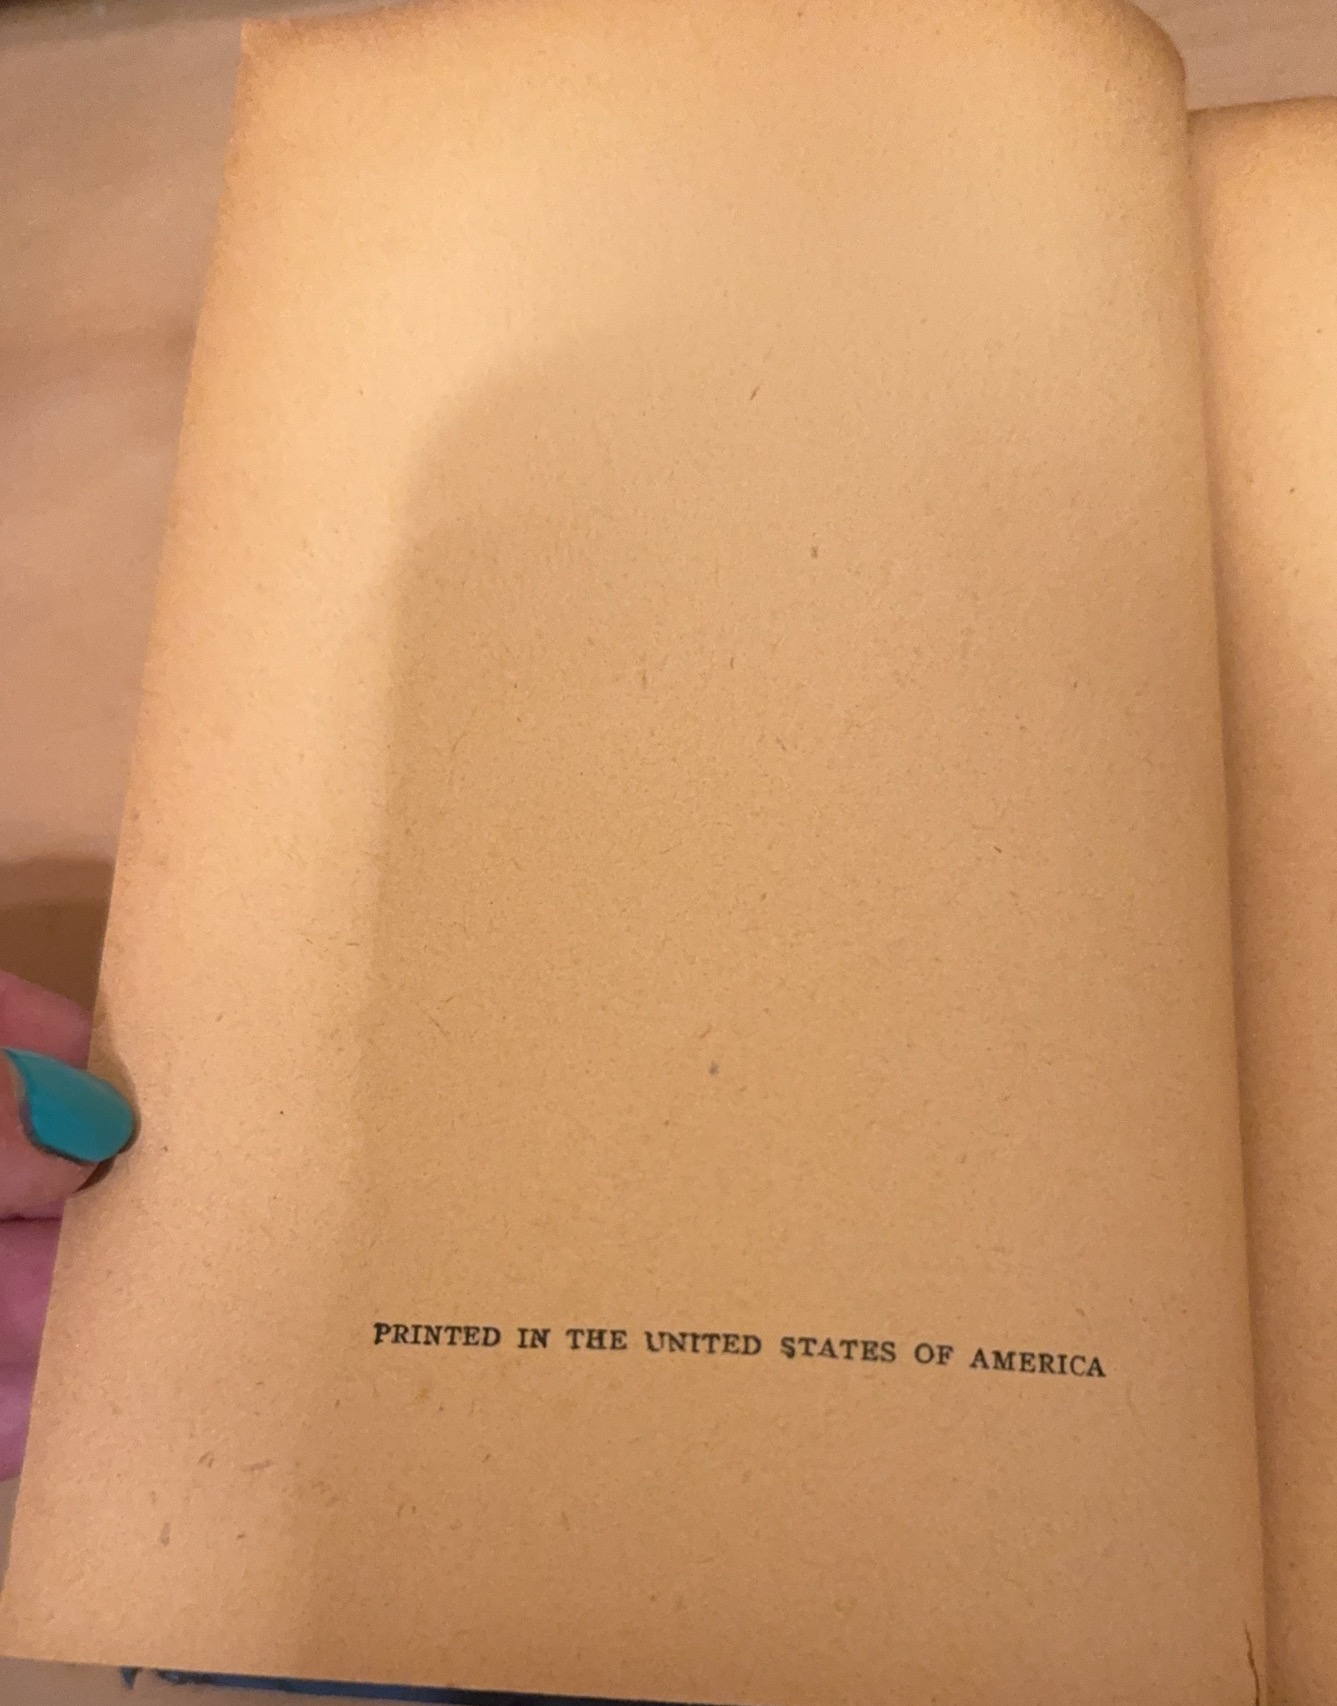 PRINTED IN THE UNITED STATES OF AMERICA